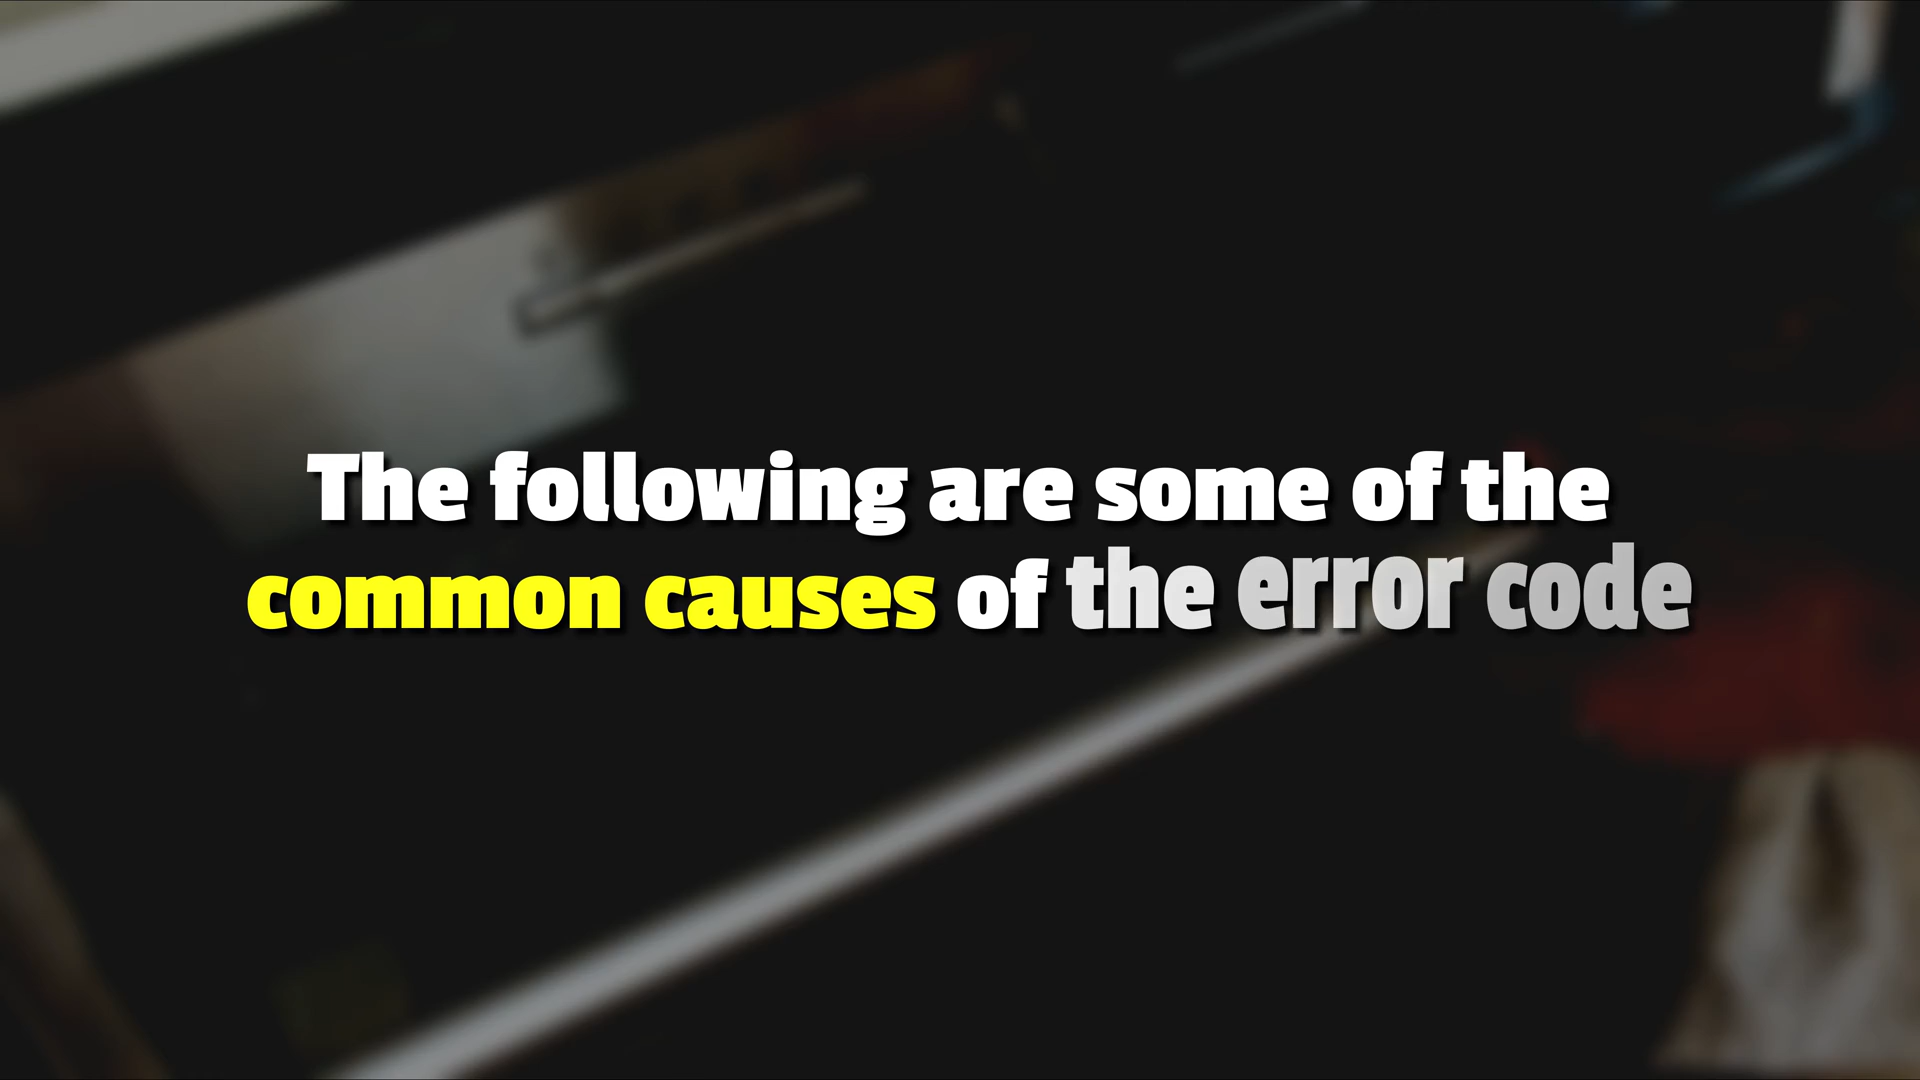 The following are some of the
common causes of the error code